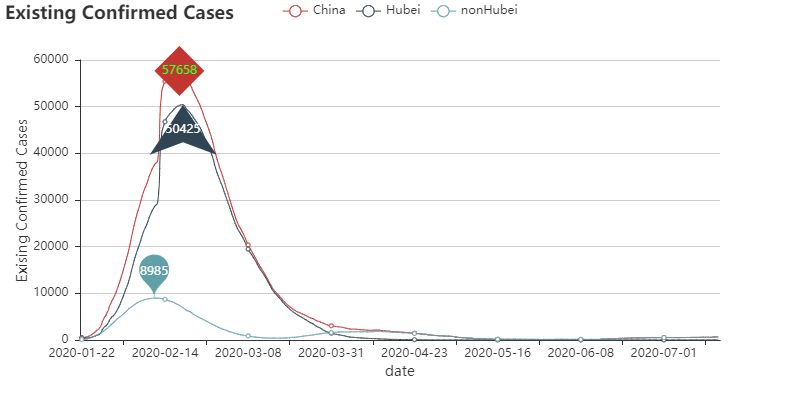 Existing Confirmed Cases
China Hubei nonHubei
Exising Confirmed Cases
60000
57658
50000
50425
40000
30000
20000
8985
10000
0
2020-01-22 2020-02-14 2020-03-08 2020-03-31 2020-04-23 2020-05-16 2020-06-08 2020-07-01
date